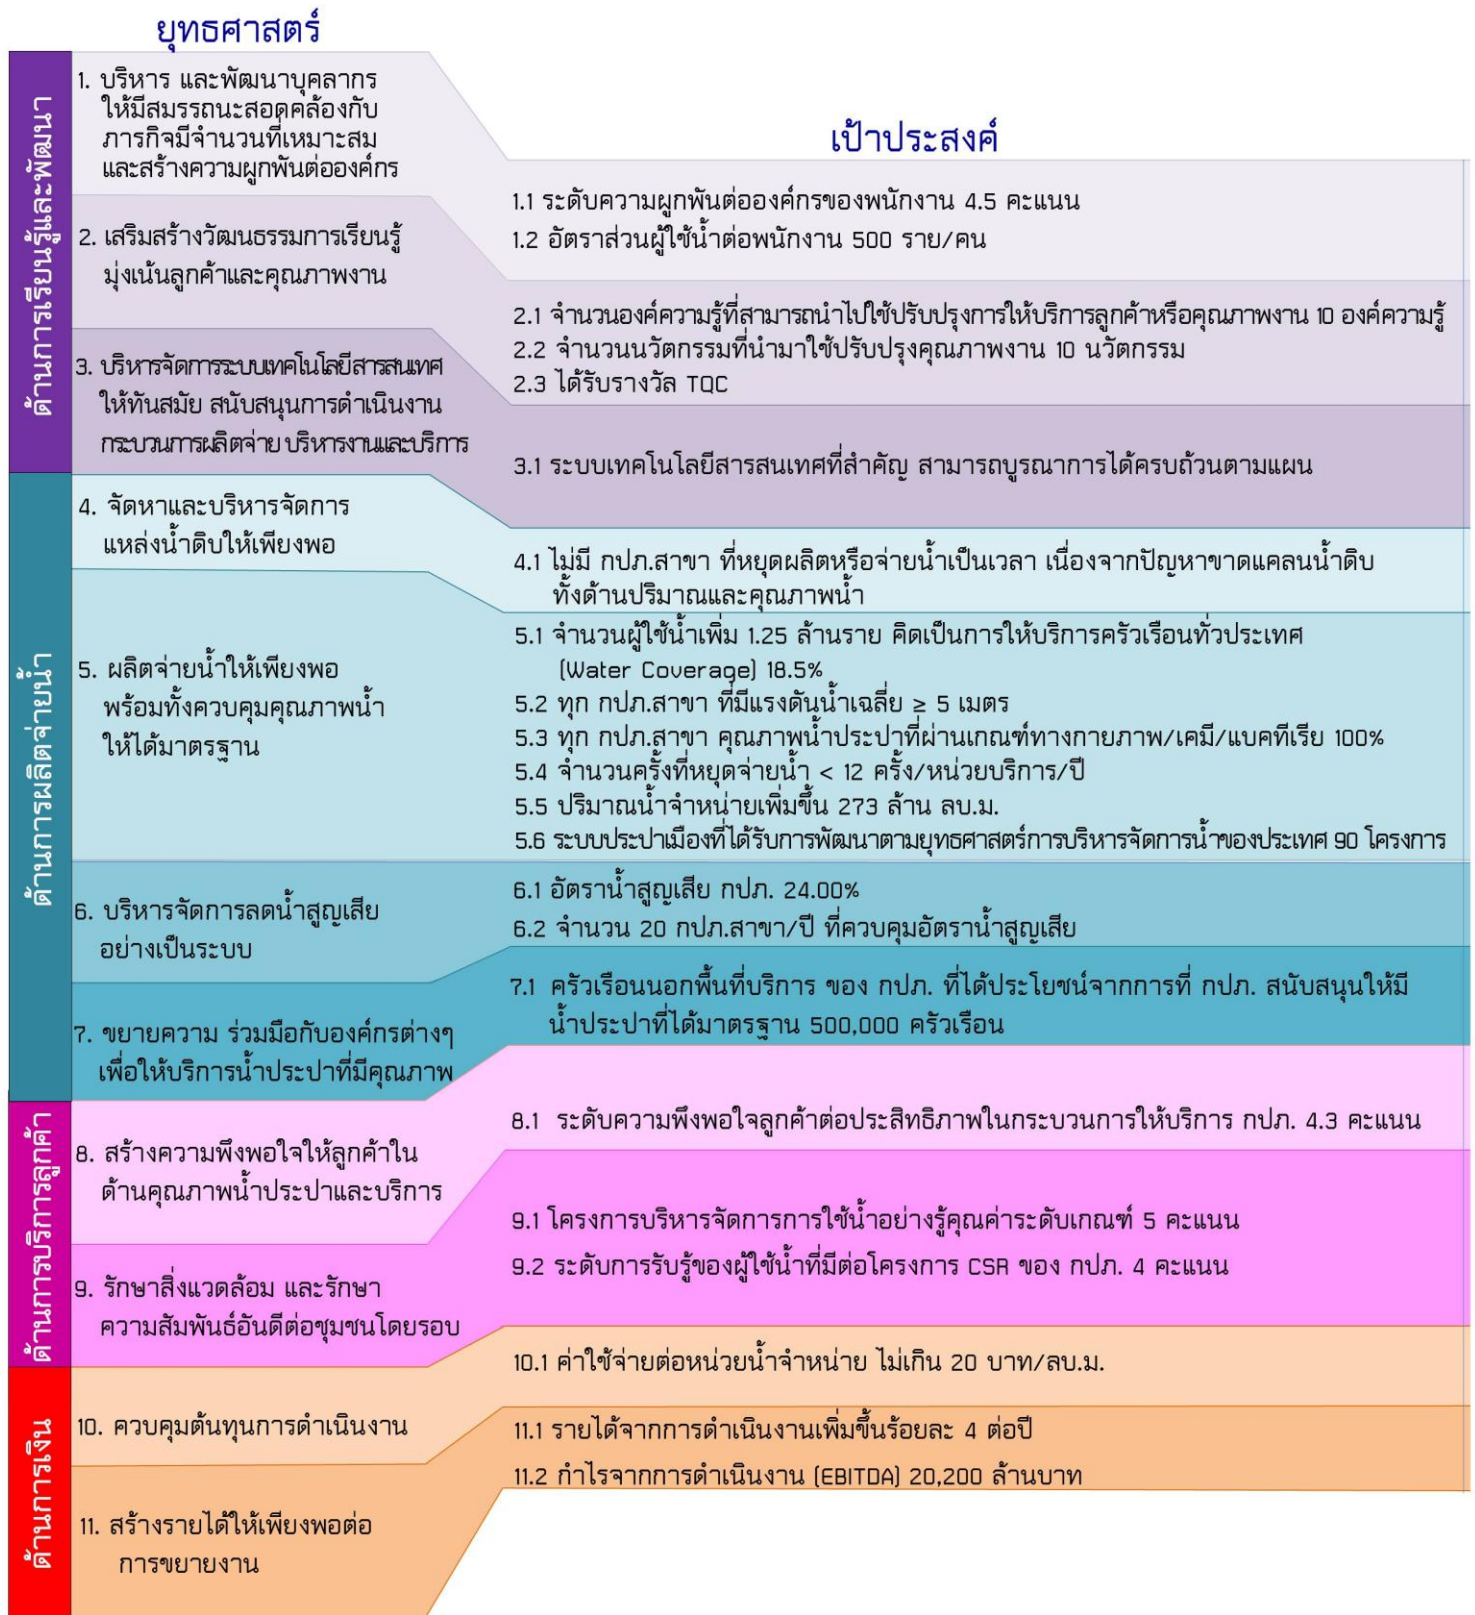 ยุทธศาสตร์
เป้าประสงค์
ด้านการเรียนรู้และพัฒนา
1. บริหาร และพัฒนาบุคลากร
ให้มีสมรรถนะสอดคล้องกับ
ภารกิจมีจำนวนที่เหมาะสม
และสร้างความผูกพันต่อองค์กร
1.1 ระดับความผูกพันต่อองค์กรของพนักงาน 4.5 คะแนน
1.2 อัตราส่วนผู้ใช้น้ำต่อพนักงาน 500 ราย/คน
2. เสริมสร้างวัฒนธรรมการเรียนรู้
มุ่งเน้นลูกค้าและคุณภาพงาน
2.1 จำนวนองค์ความรู้ที่สามารถนำไปใช้ปรับปรุงการให้บริการลูกค้าหรือคุณภาพงาน 10 องค์ความรู้
2.2 จำนวนนวัตกรรมที่นำมาใช้ปรับปรุงคุณภาพงาน 10 นวัตกรรม
2.3 ได้รับรางวัล TQC
3. บริหารจัดการระบบเทคโนโลยีสารสนเทศ
ให้ทันสมัย สนับสนุนการดำเนินงาน
กระบวนการผลิตจ่าย บริหารงานและบริการ
3.1 ระบบเทคโนโลยีสารสนเทศที่สำคัญ สามารถบูรณาการได้ครบถ้วนตามแผน
ด้านการผลิตจ่ายน้ำ
4. จัดหาและบริหารจัดการ
แหล่งน้ำดิบให้เพียงพอ
4.1 ไม่มี กปภ.สาขา ที่หยุดผลิตหรือจ่ายน้ำเป็นเวลา เนื่องจากปัญหาขาดแคลนน้ำดิบ
ทั้งด้านปริมาณและคุณภาพน้ำ
5. ผลิตจ่ายน้ำให้เพียงพอ
พร้อมทั้งควบคุมคุณภาพน้ำ
ให้ได้มาตรฐาน
5.1 จำนวนผู้ใช้น้ำเพิ่ม 1.25 ล้านราย คิดเป็นการให้บริการครัวเรือนทั่วประเทศ
(Water Coverage) 18.5%
5.2 ทุก กปภ.สาขา ที่มีแรงดันน้ำเฉลี่ย ≥ 5 เมตร
5.3 ทุก กปภ.สาขา คุณภาพน้ำประปาที่ผ่านเกณฑ์ทางกายภาพ/เคมี/แบคทีเรีย 100%
5.4 จำนวนครั้งที่หยุดจ่ายน้ำ < 12 ครั้ง/หน่วยบริการ/ปี
5.5 ปริมาณน้ำจำหน่ายเพิ่มขึ้น 273 ล้าน ลบ.ม.
5.6 ระบบประปาเมืองที่ได้รับการพัฒนาตามยุทธศาสตร์การบริหารจัดการน้ำของประเทศ 90 โครงการ
6. บริหารจัดการลดน้ำสูญเสีย
อย่างเป็นระบบ
6.1 อัตราน้ำสูญเสีย กปภ. 24.00%
6.2 จำนวน 20 กปภ.สาขา/ปี ที่ควบคุมอัตราน้ำสูญเสีย
7. ขยายความ ร่วมมือกับองค์กรต่างๆ
เพื่อให้บริการน้ำประปาที่มีคุณภาพ
7.1 ครัวเรือนนอกพื้นที่บริการ ของ กปภ. ที่ได้ประโยชน์จากการที่ กปภ. สนับสนุนให้มี
น้ำประปาที่ได้มาตรฐาน 500,000 ครัวเรือน
ด้านการบริการลูกค้า
8. สร้างความพึงพอใจให้ลูกค้าใน
ด้านคุณภาพน้ำประปาและบริการ
8.1 ระดับความพึงพอใจลูกค้าต่อประสิทธิภาพในกระบวนการให้บริการ กปภ. 4.3 คะแนน
9. รักษาสิ่งแวดล้อม และรักษา
ความสัมพันธ์อันดีต่อชุมชนโดยรอบ
9.1 โครงการบริหารจัดการการใช้น้ำอย่างรู้คุณค่าระดับเกณฑ์ 5 คะแนน
9.2 ระดับการรับรู้ของผู้ใช้น้ำที่มีต่อโครงการ CSR ของ กปภ. 4 คะแนน
ด้านการเงิน
10. ควบคุมต้นทุนการดำเนินงาน
10.1 ค่าใช้จ่ายต่อหน่วยน้ำจำหน่าย ไม่เกิน 20 บาท/ลบ.ม.
11. สร้างรายได้ให้เพียงพอต่อ
การขยายงาน
11.1 รายได้จากการดำเนินงานเพิ่มขึ้นร้อยละ 4 ต่อปี
11.2 กำไรจากการดำเนินงาน (EBITDA) 20,200 ล้านบาท